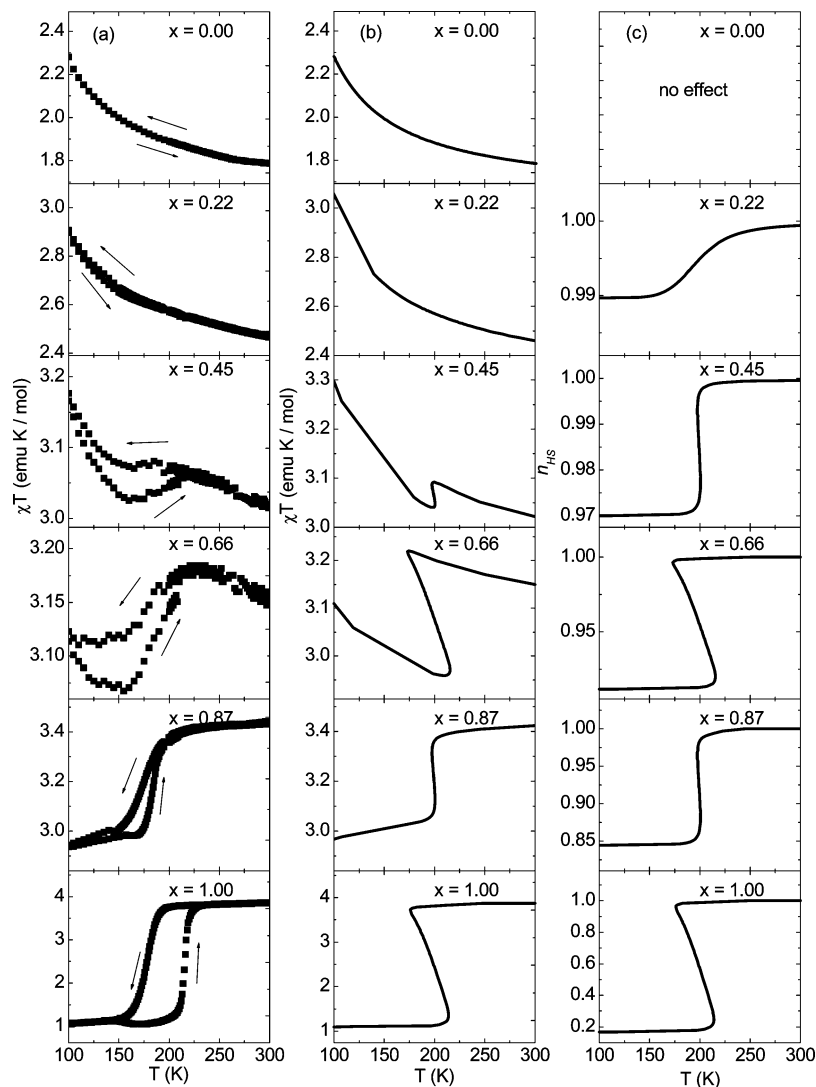 (a) x = 0.00
2.4
2.2
2.0
1.8
x = 0.22
3.0
2.8
2.6
2.4
x = 0.45
3.2
3.1
3.0
x = 0.66
3.20
3.15
3.10
x = 0.87
3.4
3.2
3.0
x = 1.00
4
3
2
1
100 150 200 250 300
T (K)
χT (emu K / mol)
(b) x = 0.00
2.4
2.2
2.0
1.8
x = 0.22
3.0
2.8
2.6
2.4
x = 0.45
3.3
3.2
3.1
3.0
x = 0.66
3.2
3.1
3.0
x = 0.87
3.4
3.2
3.0
x = 1.00
4
3
2
1
100 150 200 250 300
T (K)
χT (emu K / mol)
(c) x = 0.00
no effect
x = 0.22
1.00
0.99
x = 0.45
1.00
0.99
0.98
0.97
x = 0.66
1.00
0.95
x = 0.87
1.00
0.95
0.90
0.85
x = 1.00
1.0
0.8
0.6
0.4
0.2
100 150 200 250 300
T (K)
nHS